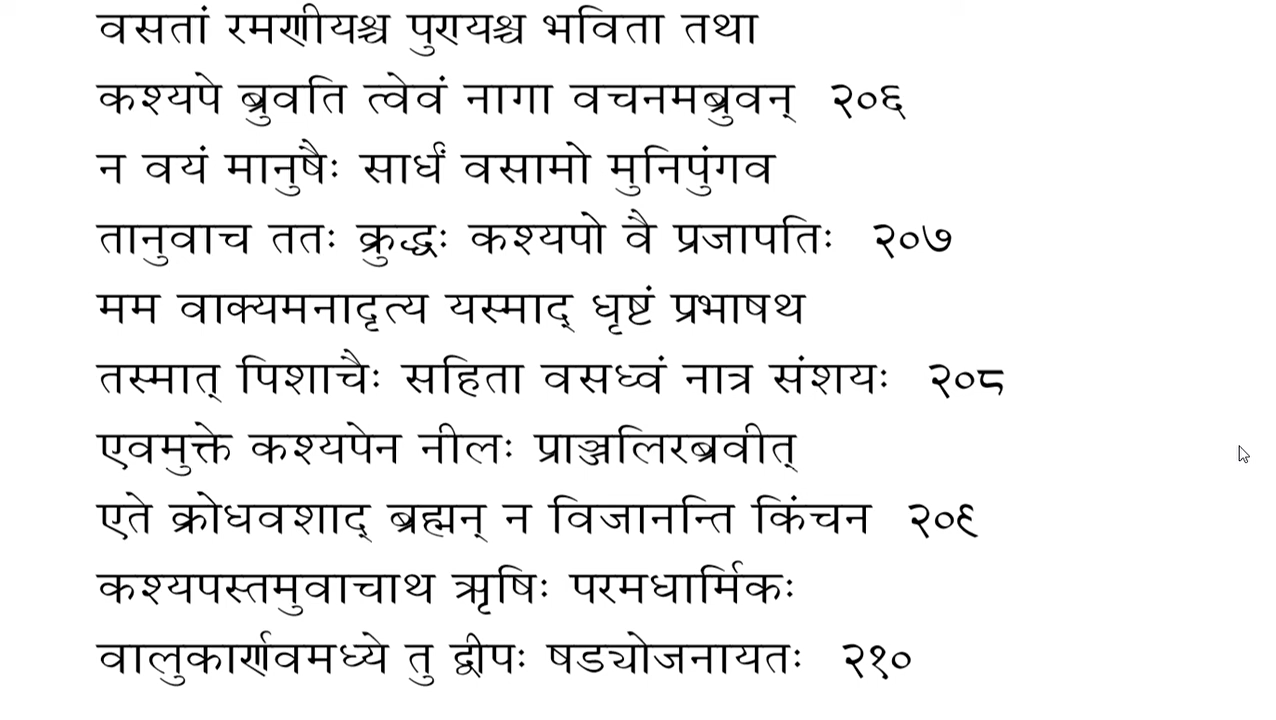 वसतां रमणीयश्च पुण्यश्च भविता तथा
कश्यपे ब्रुवति त्वेवं नागा वचनमब्रुवन् २०६
न वयं मानुषैः सार्धं वसामो मुनिपुंगव
तानुवाच ततः क्रुद्धः कश्यपो वै प्रजापतिः २०७
मम वाक्यमनादृत्य यस्माद् धृष्टं प्रभाषथ
तस्मात् पिशाचैः सहिता वसध्वं नात्र संशयः २०८
एवमुक्ते कश्यपेन नीलः प्राञ्जलिरब्रवीत्
एते क्रोधवशाद् ब्रह्मन् न विजानन्ति किंचन २०९
कश्यपस्तमुवाचाथ ऋषिः परमधार्मिकः
वालुकार्णवमध्ये तु द्वीपः षड्योजनायतः २१०